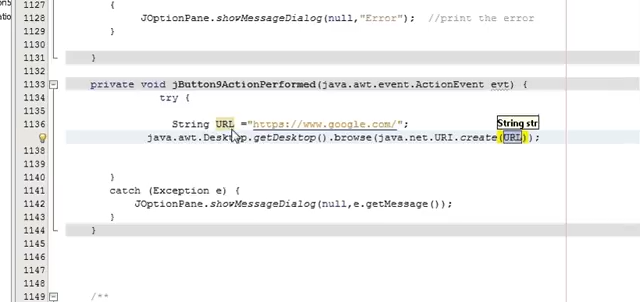 1127 {
1128 JOptionPane.showMessageDialog(null,"Error"); //print the error
1129 }
1130
1131 }
1132
1133 private void jButton9ActionPerformed(java.awt.event.ActionEvent evt) {
1134 try {
1135
String str
1136 String URL ="https://www.google.com/";
java.awt.Desktop.getDesktop().browse(java.net.URI.create(URL));
1138
1139
1140 }
1141 catch (Exception e) {
1142 JOptionPane.showMessageDialog(null,e.getMessage());
1143 }
1144 }
1145
1146
1147
1148
1149 /**